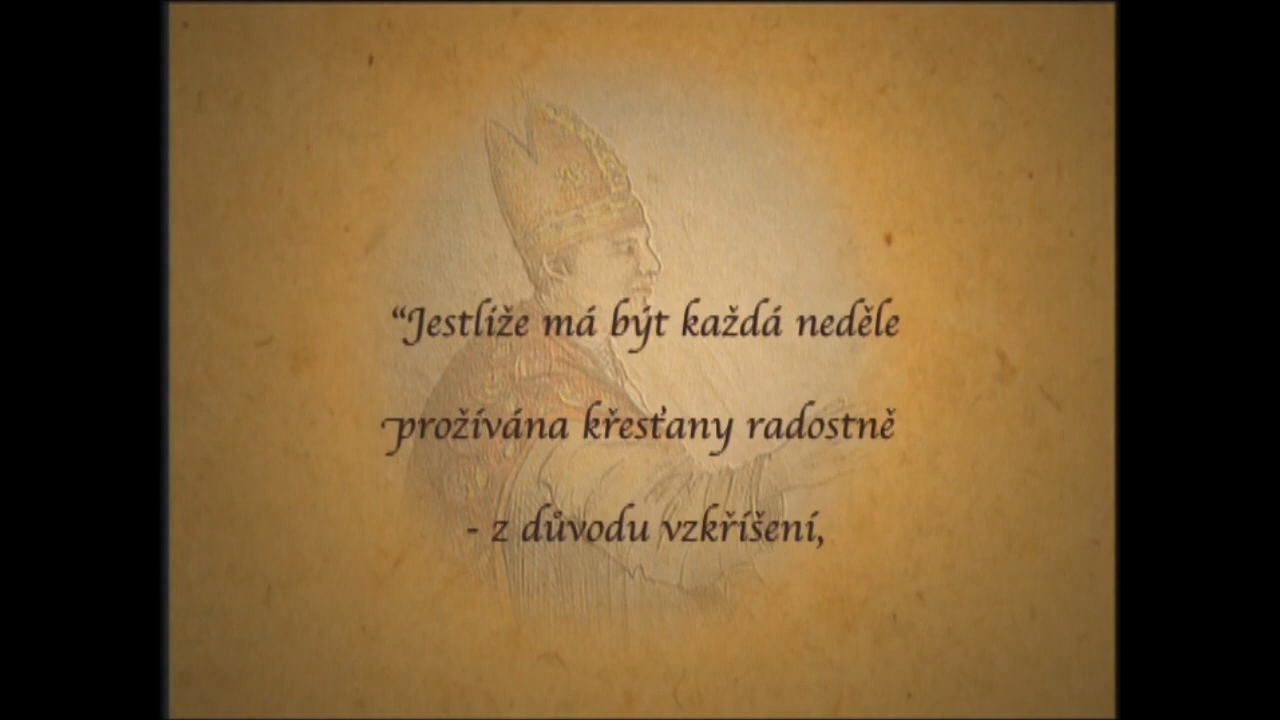 “Jestliže má být každá neděle
prožívána křesťany radostně
- z důvodu vzkříšení,